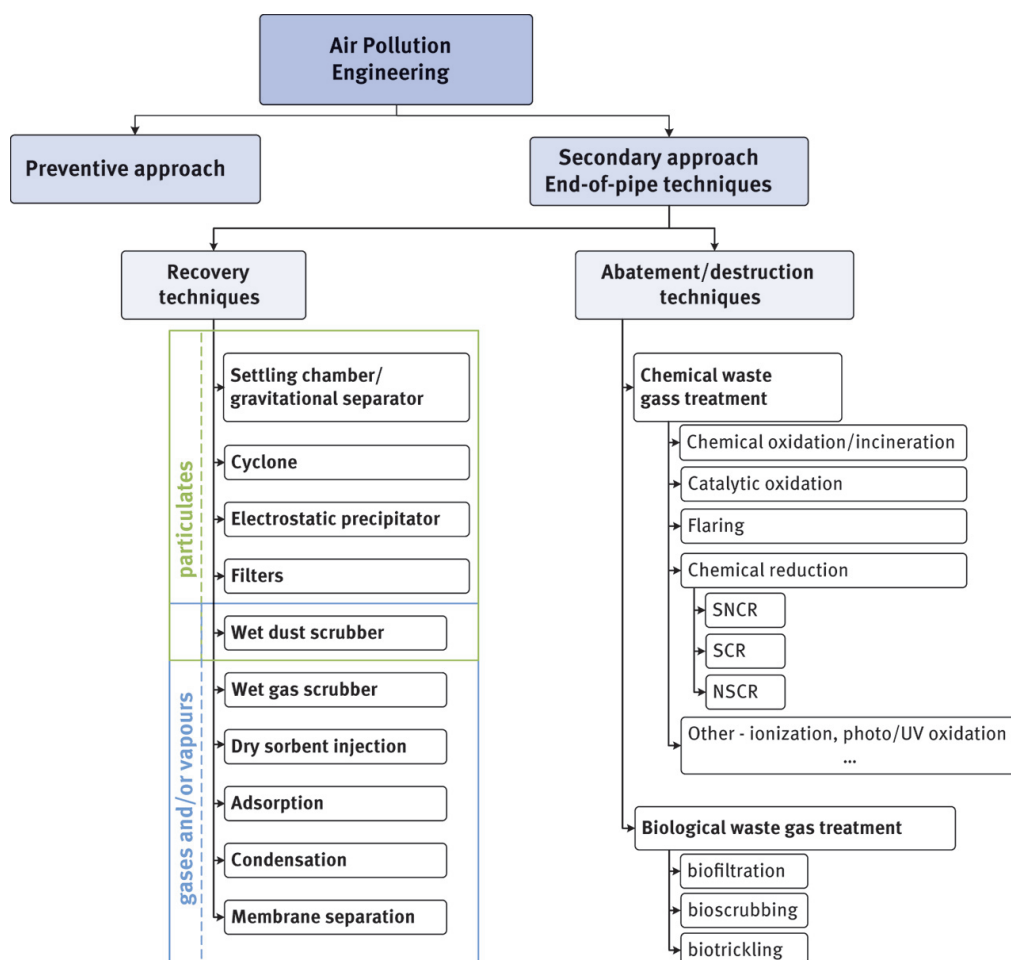 Air Pollution
Engineering
Preventive approach
Secondary approach
End-of-pipe techniques
Recovery
techniques
Abatement/destruction
techniques
particulates
gases and/or vapours
Settling chamber/
gravitational separator
Cyclone
Electrostatic precipitator
Filters
Wet dust scrubber
Wet gas scrubber
Dry sorbent injection
Adsorption
Condensation
Membrane separation
Chemical waste
gass treatment
Chemical oxidation/incineration
Catalytic oxidation
Flaring
Chemical reduction
SNCR
SCR
NSCR
Other - ionization, photo/UV oxidation
...
Biological waste gas treatment
biofiltration
bioscrubbing
biotrickling